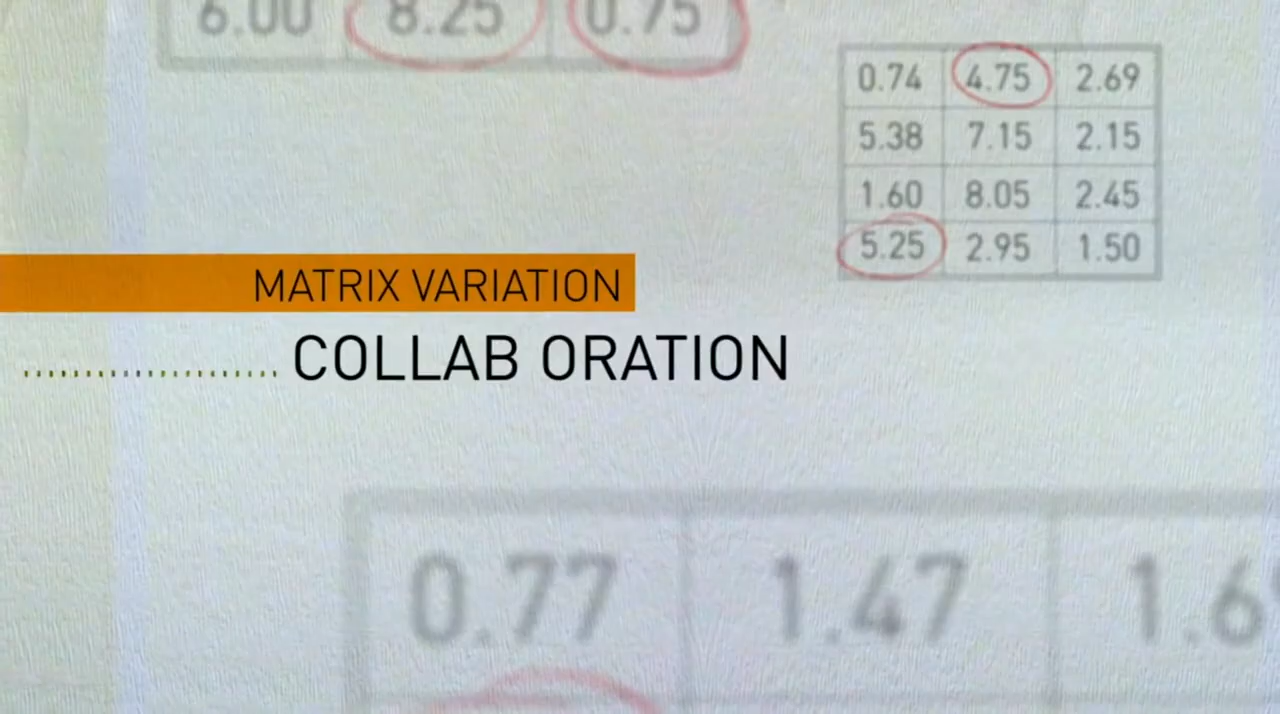 6.00 8.25 0.75
0.74 4.75 2.69
5.38 7.15 2.15
1.60 8.05 2.45
5.25 2.95 1.50
MATRIX VARIATION
COLLAB ORATION
0.77 1.47